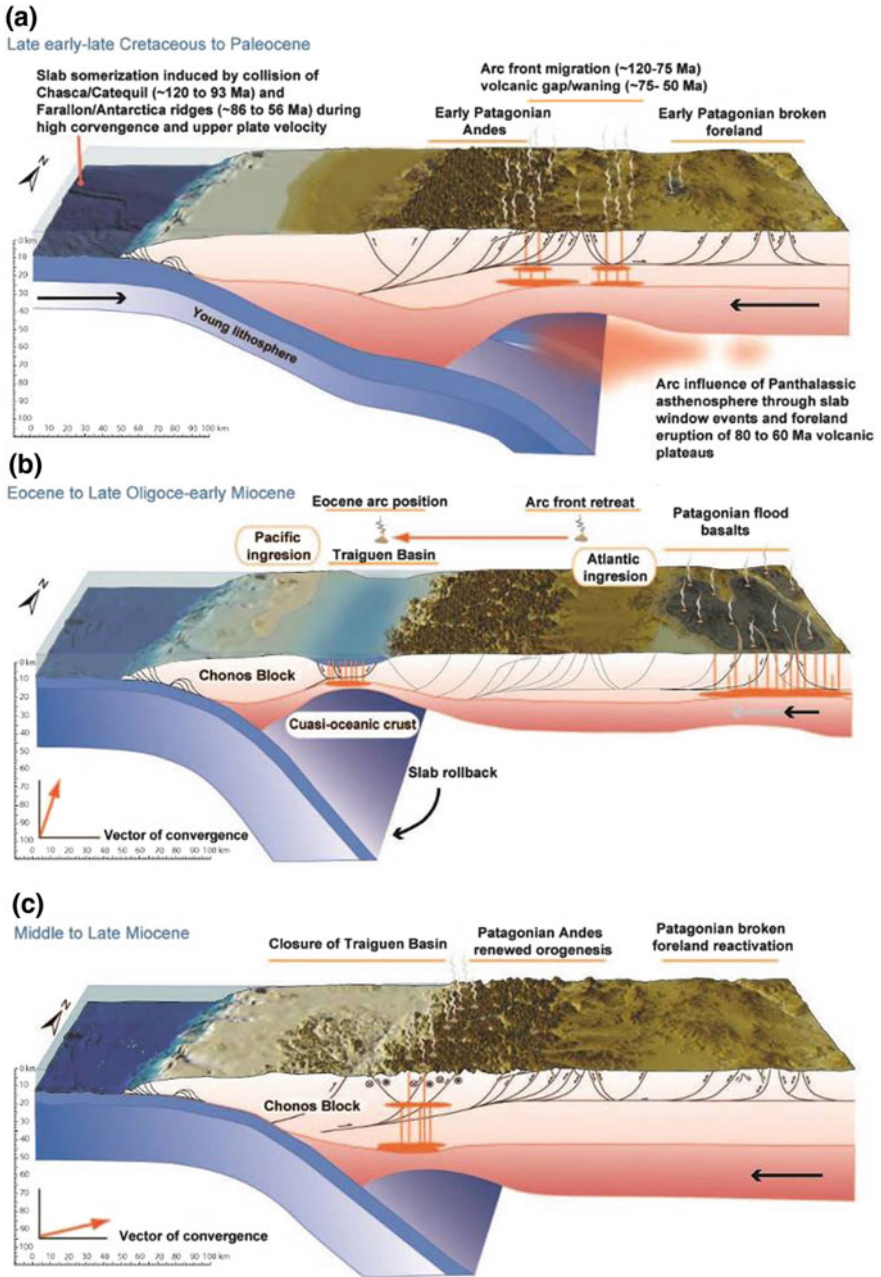 (a)
Late early-late Cretaceous to Paleocene
Slab somerization induced by collision of
Chasca/Catequil (~120 to 93 Ma) and
Farallon/Antarctica ridges (~86 to 56 Ma) during
high corvengence and upper plate velocity
Arc front migration (~120-75 Ma)
volcanic gap/waning (~75- 50 Ma)
Early Patagonian
Andes
Early Patagonian broken
foreland
N
0 km
10
20
30
40
50
60
70
80
90
100
Young lithosphere
0 10 20 30 40 50 60 70 80 90 100 km
Arc influence of Panthalassic
asthenosphere through slab
window events and foreland
eruption of 80 to 60 Ma volcanic
plateaus
(b)
Eocene to Late Oligoce-early Miocene
Eocene arc position
Arc front retreat
Patagonian flood
basalts
Pacific
ingresion
Traiguen Basin
Atlantic
ingresion
N
0 km
10
20
30
40
50
60
70
80
90
100
Chonos Block
Cuasi-oceanic crust
Slab rollback
Vector of convergence
0 10 20 30 40 50 60 70 80 90 100 km
(c)
Middle to Late Miocene
Closure of Traiguen Basin
Patagonian Andes
renewed orogenesis
Patagonian broken
foreland reactivation
N
0 km
10
20
30
40
50
60
70
80
90
100
Chonos Block
Vector of convergence
0 10 20 30 40 50 60 70 80 90 100 km